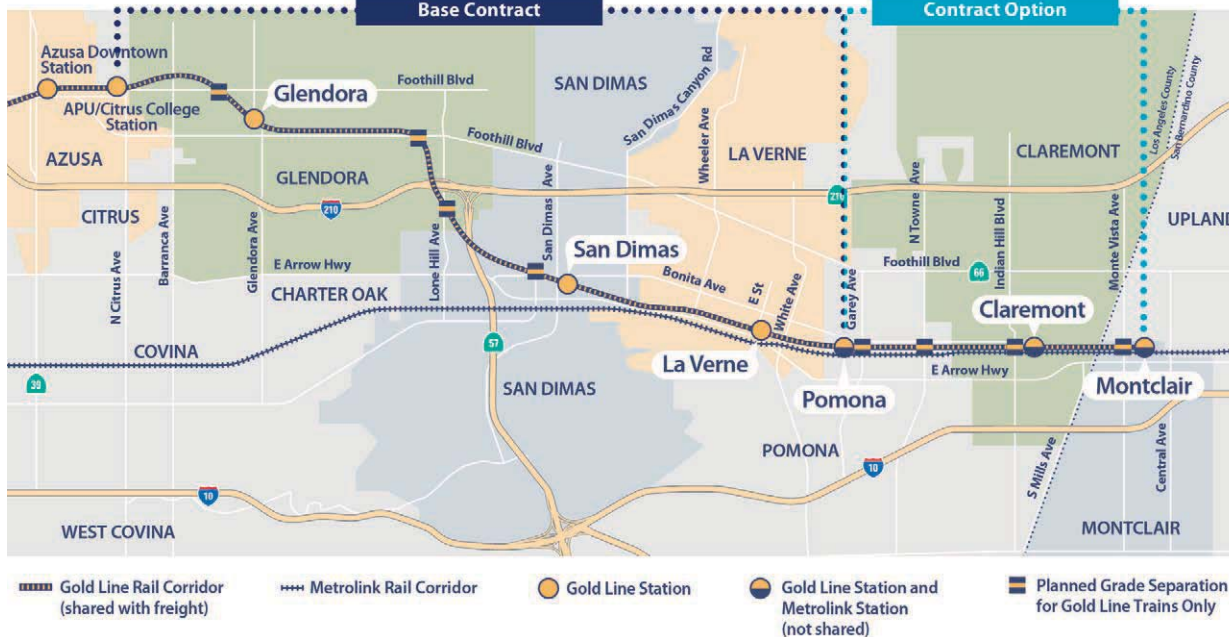 Base Contract
Contract Option
Azusa Downtown
Station
APU/Citrus College
Station
Glendora
Foothill Blvd
Foothill Blvd
SAN DIMAS
San Dimas Canyon Rd
Wheeler Ave
LA VERNE
Los Angeles County
San Bernardino County
CLAREMONT
AZUSA
GLENDORA
210
210
CITRUS
UPLAND
N Citrus Ave
Barranca Ave
Glendora Ave
Lone Hill Ave
San Dimas Ave
N Towne Ave
Indian Hill Blvd
Monte Vista Ave
E Arrow Hwy
CHARTER OAK
San Dimas
Bonita Ave
E St
White Ave
Garey Ave
Foothill Blvd
66
Claremont
COVINA
57
La Verne
E Arrow Hwy
39
SAN DIMAS
Pomona
Montclair
POMONA
10
10
S Mills Ave
Central Ave
WEST COVINA
MONTCLAIR
Gold Line Rail Corridor
(shared with freight)
Metrolink Rail Corridor
Gold Line Station
Gold Line Station and
Metrolink Station
(not shared)
Planned Grade Separation
for Gold Line Trains Only